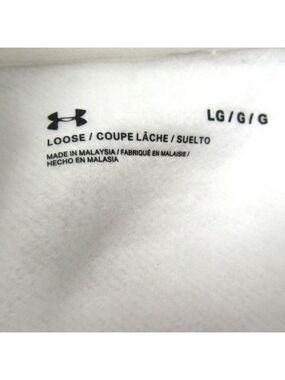 LG / G / G
LOOSE / COUPE LÂCHE / SUELTO
MADE IN MALAYSIA / FABRIQUÉ EN MALAISIE /
HECHO EN MALASIA